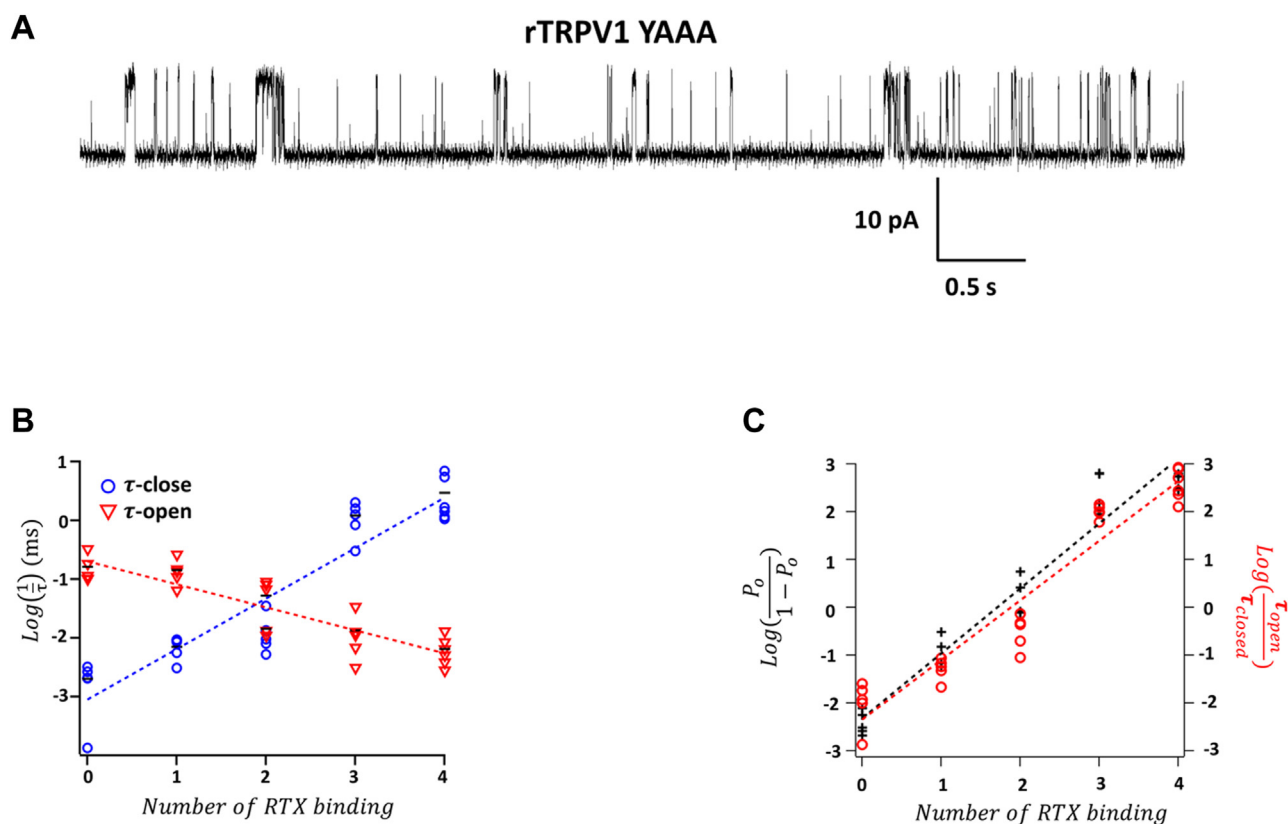 A
rTRPV1 YAAA
10 pA
0.5 s
B
Log(1/τ) (ms)
1
0
-1
-2
-3
τ-close
τ-open
0 1 2 3 4
Number of RTX binding
C
Log(Po/1 − Po)
3
2
1
0
-1
-2
-3
3
2
1
0
-1
-2
-3
Log(τopen/τclosed)
0 1 2 3 4
Number of RTX binding